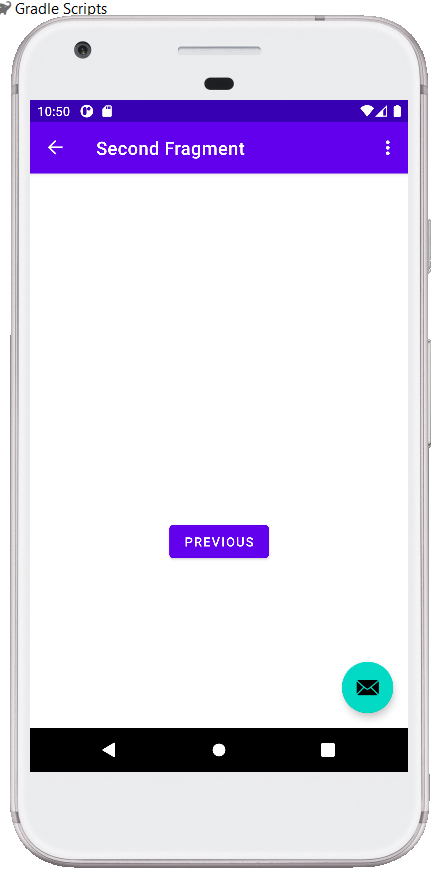 Gradle Scripts
10:50
Second Fragment
PREVIOUS